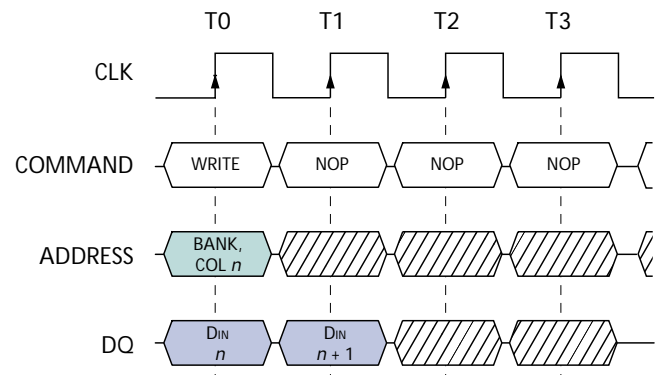 T0 T1 T2 T3
CLK
COMMAND WRITE NOP NOP NOP
ADDRESS BANK,
COL n
DQ DIN DIN
n n + 1